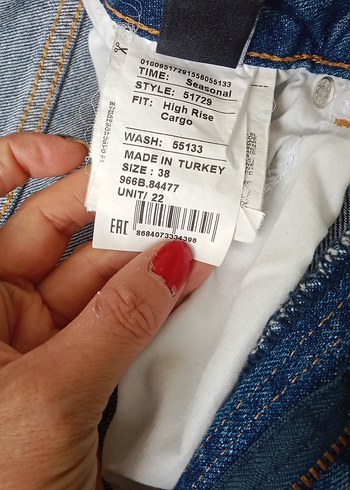 01009517291558055133
TIME: Seasonal
STYLE: 51729
FIT: High Rise
Cargo
WASH: 55133
MADE IN TURKEY
SIZE : 38
966B.84477
UNIT/ 22
EAC
8684073334396